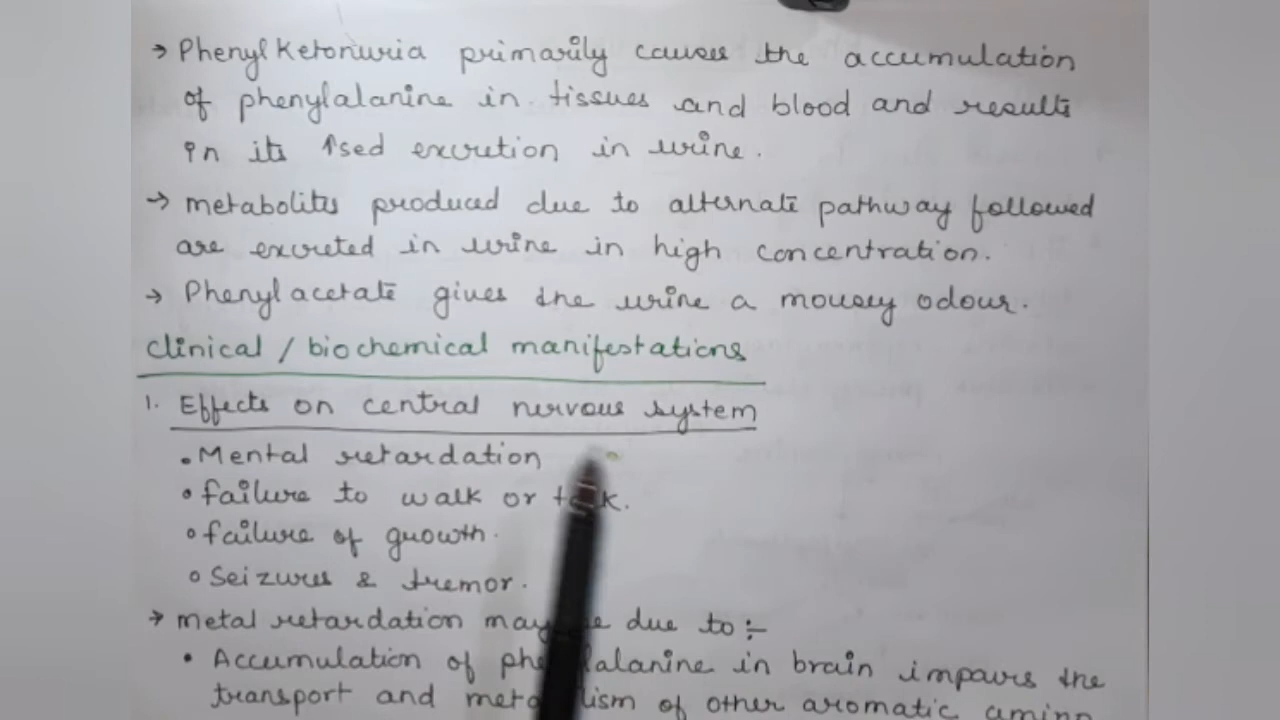 → Phenylketonuria primarily causes the accumulation
of phenylalanine in tissues and blood and results
in its ↑sed excretion in urine.
→ metabolites produced due to alternate pathway followed
are excreted in urine in high concentration.
→ Phenylacetate gives the urine a mousey odour.
clinical / biochemical manifestations
1. Effects on central nervous system
• Mental retardation
• failure to walk or talk.
• failure of growth.
• Seizures & tremor.
→ metal retardation may be due to :-
• Accumulation of phenylalanine in brain impairs the
transport and metabolism of other aromatic amino